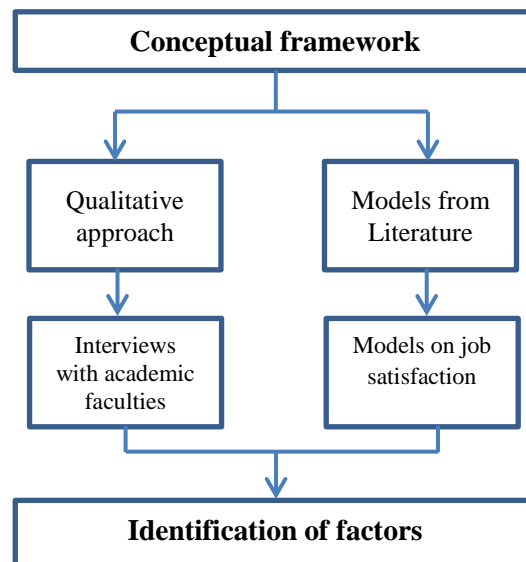 Conceptual framework
Qualitative
approach
Models from
Literature
Interviews
with academic
faculties
Models on job
satisfaction
Identification of factors